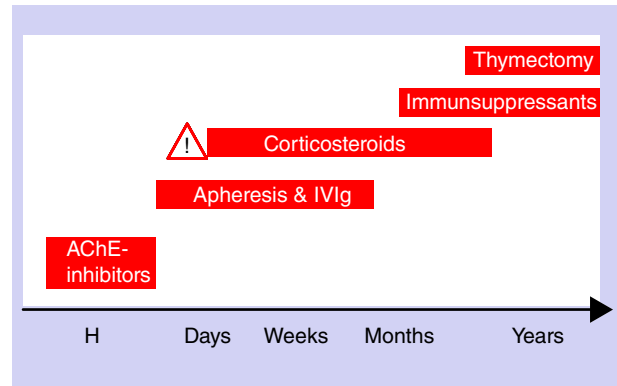 Thymectomy
Immunsuppressants
!
Corticosteroids
Apheresis & IVIg
AChE-
inhibitors
H Days Weeks Months Years